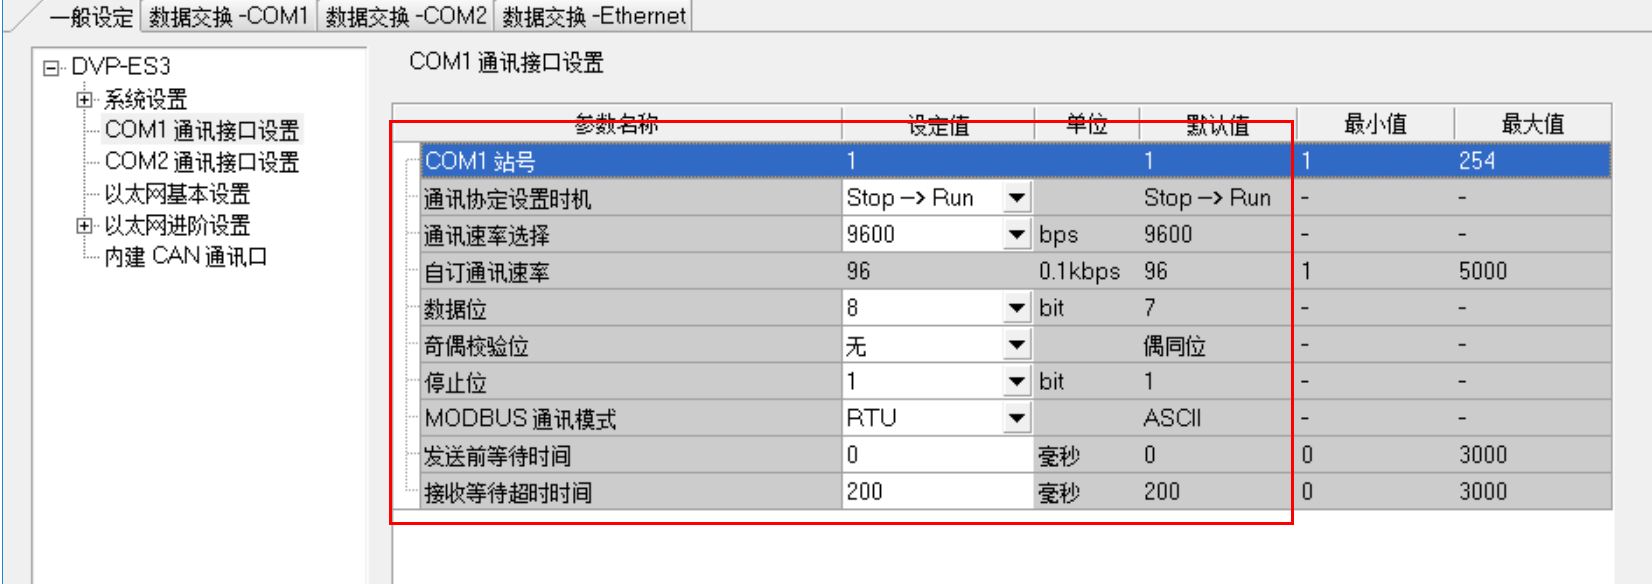 一般设定 数据交换 -COM1 数据交换 -COM2 数据交换 -Ethernet
DVP-ES3
系统设置
COM1 通讯接口设置
COM2 通讯接口设置
以太网基本设置
以太网进阶设置
内建 CAN 通讯口
COM1 通讯接口设置
参数名称 设定值 单位 默认值 最小值 最大值
COM1 站号 1 1 1 254
通讯协定设置时机 Stop --> Run Stop --> Run - -
通讯速率选择 9600 bps 9600 - -
自订通讯速率 96 0.1kbps 96 1 5000
数据位 8 bit 7 - -
奇偶校验位 无 偶同位 - -
停止位 1 bit 1 - -
MODBUS 通讯模式 RTU ASCII - -
发送前等待时间 0 毫秒 0 0 3000
接收等待超时时间 200 毫秒 200 0 3000